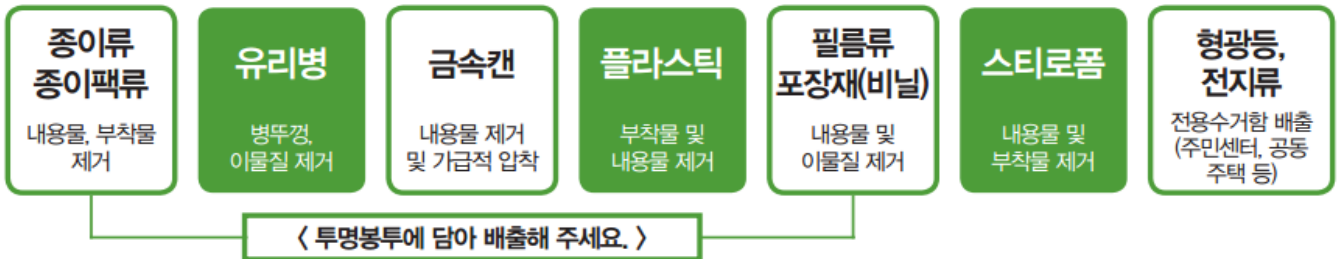 종이류
종이팩류
내용물, 부착물
제거
유리병
병뚜껑,
이물질 제거
금속캔
내용물 제거
및 가급적 압착
플라스틱
부착물 및
내용물 제거
필름류
포장재(비닐)
내용물 및
이물질 제거
스티로폼
내용물 및
부착물 제거
형광등,
전지류
전용수거함 배출
(주민센터, 공동
주택 등)
〈 투명봉투에 담아 배출해 주세요. 〉